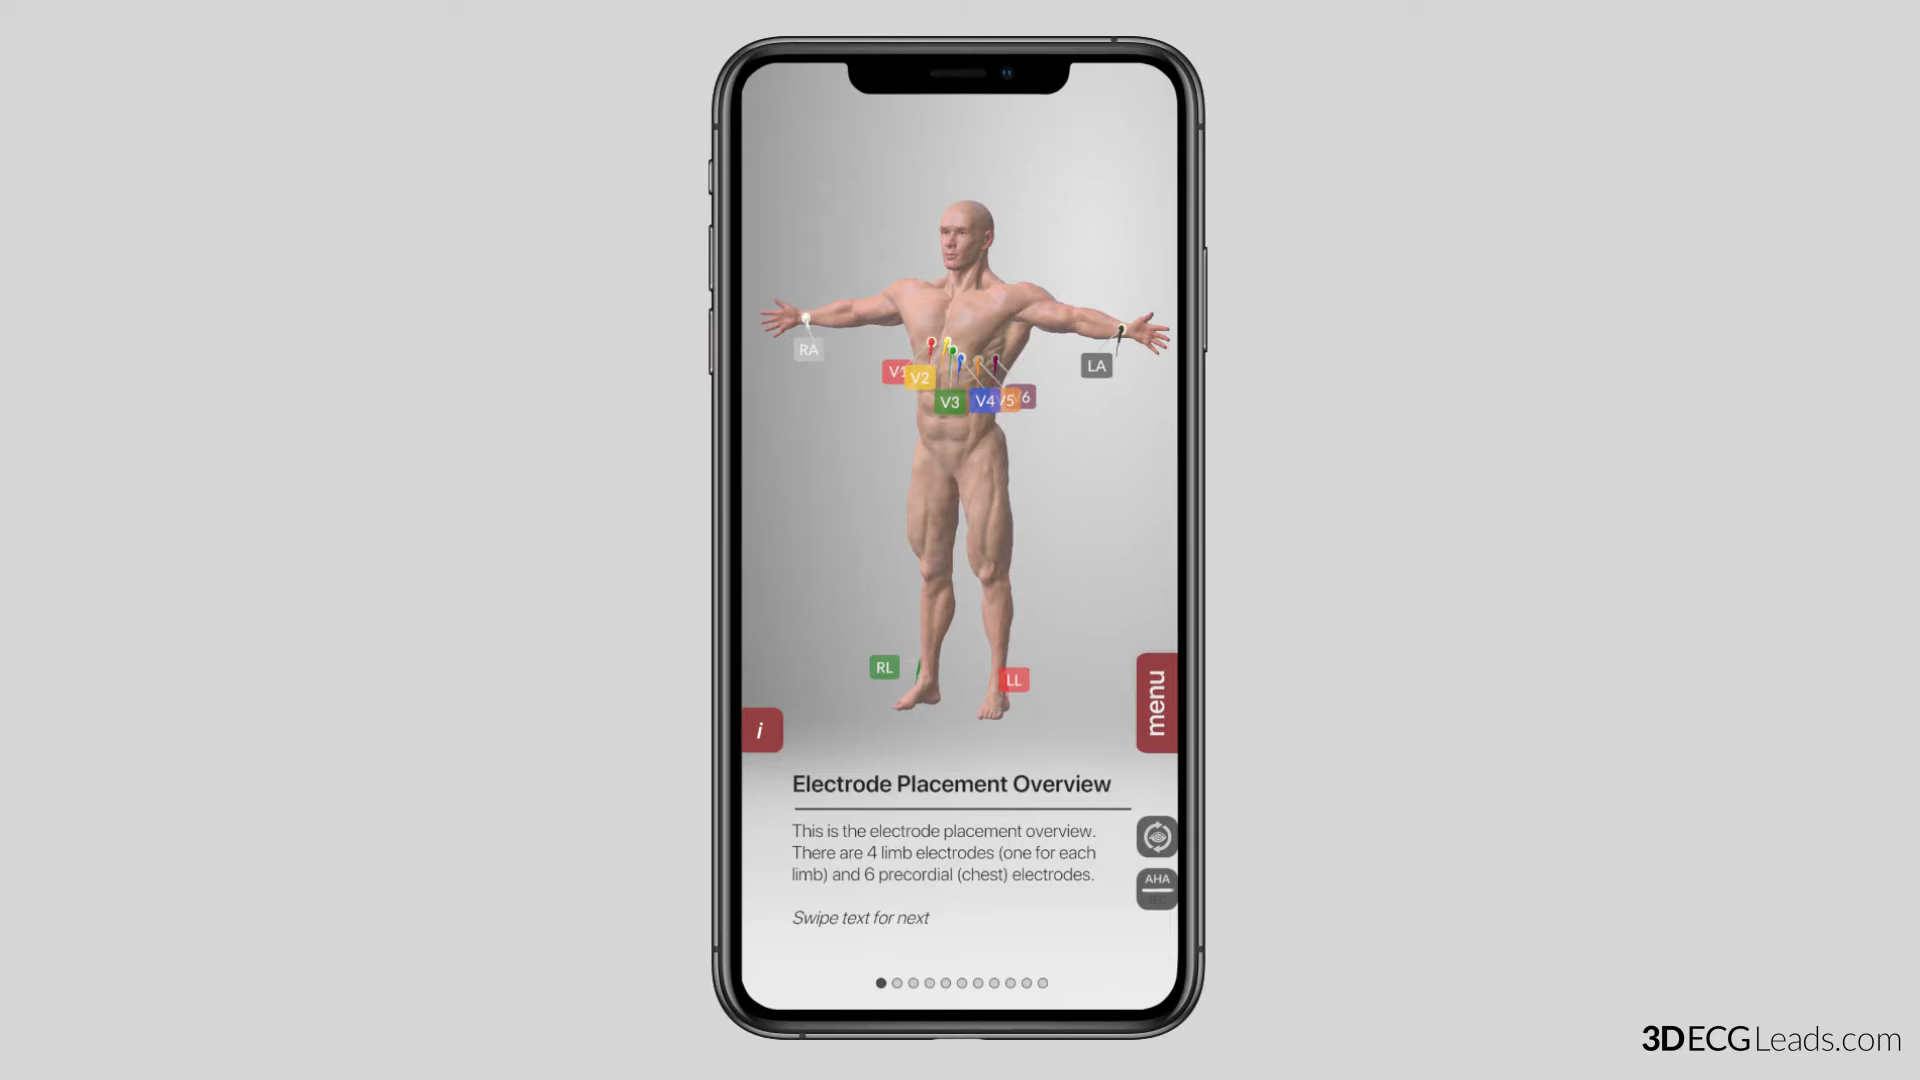 RA
LA
V1
V2
V3
V4
V5
V6
RL
LL
menu
i
Electrode Placement Overview
This is the electrode placement overview.
There are 4 limb electrodes (one for each
limb) and 6 precordial (chest) electrodes.
AHA
Swipe text for next
3DECGLeads.com